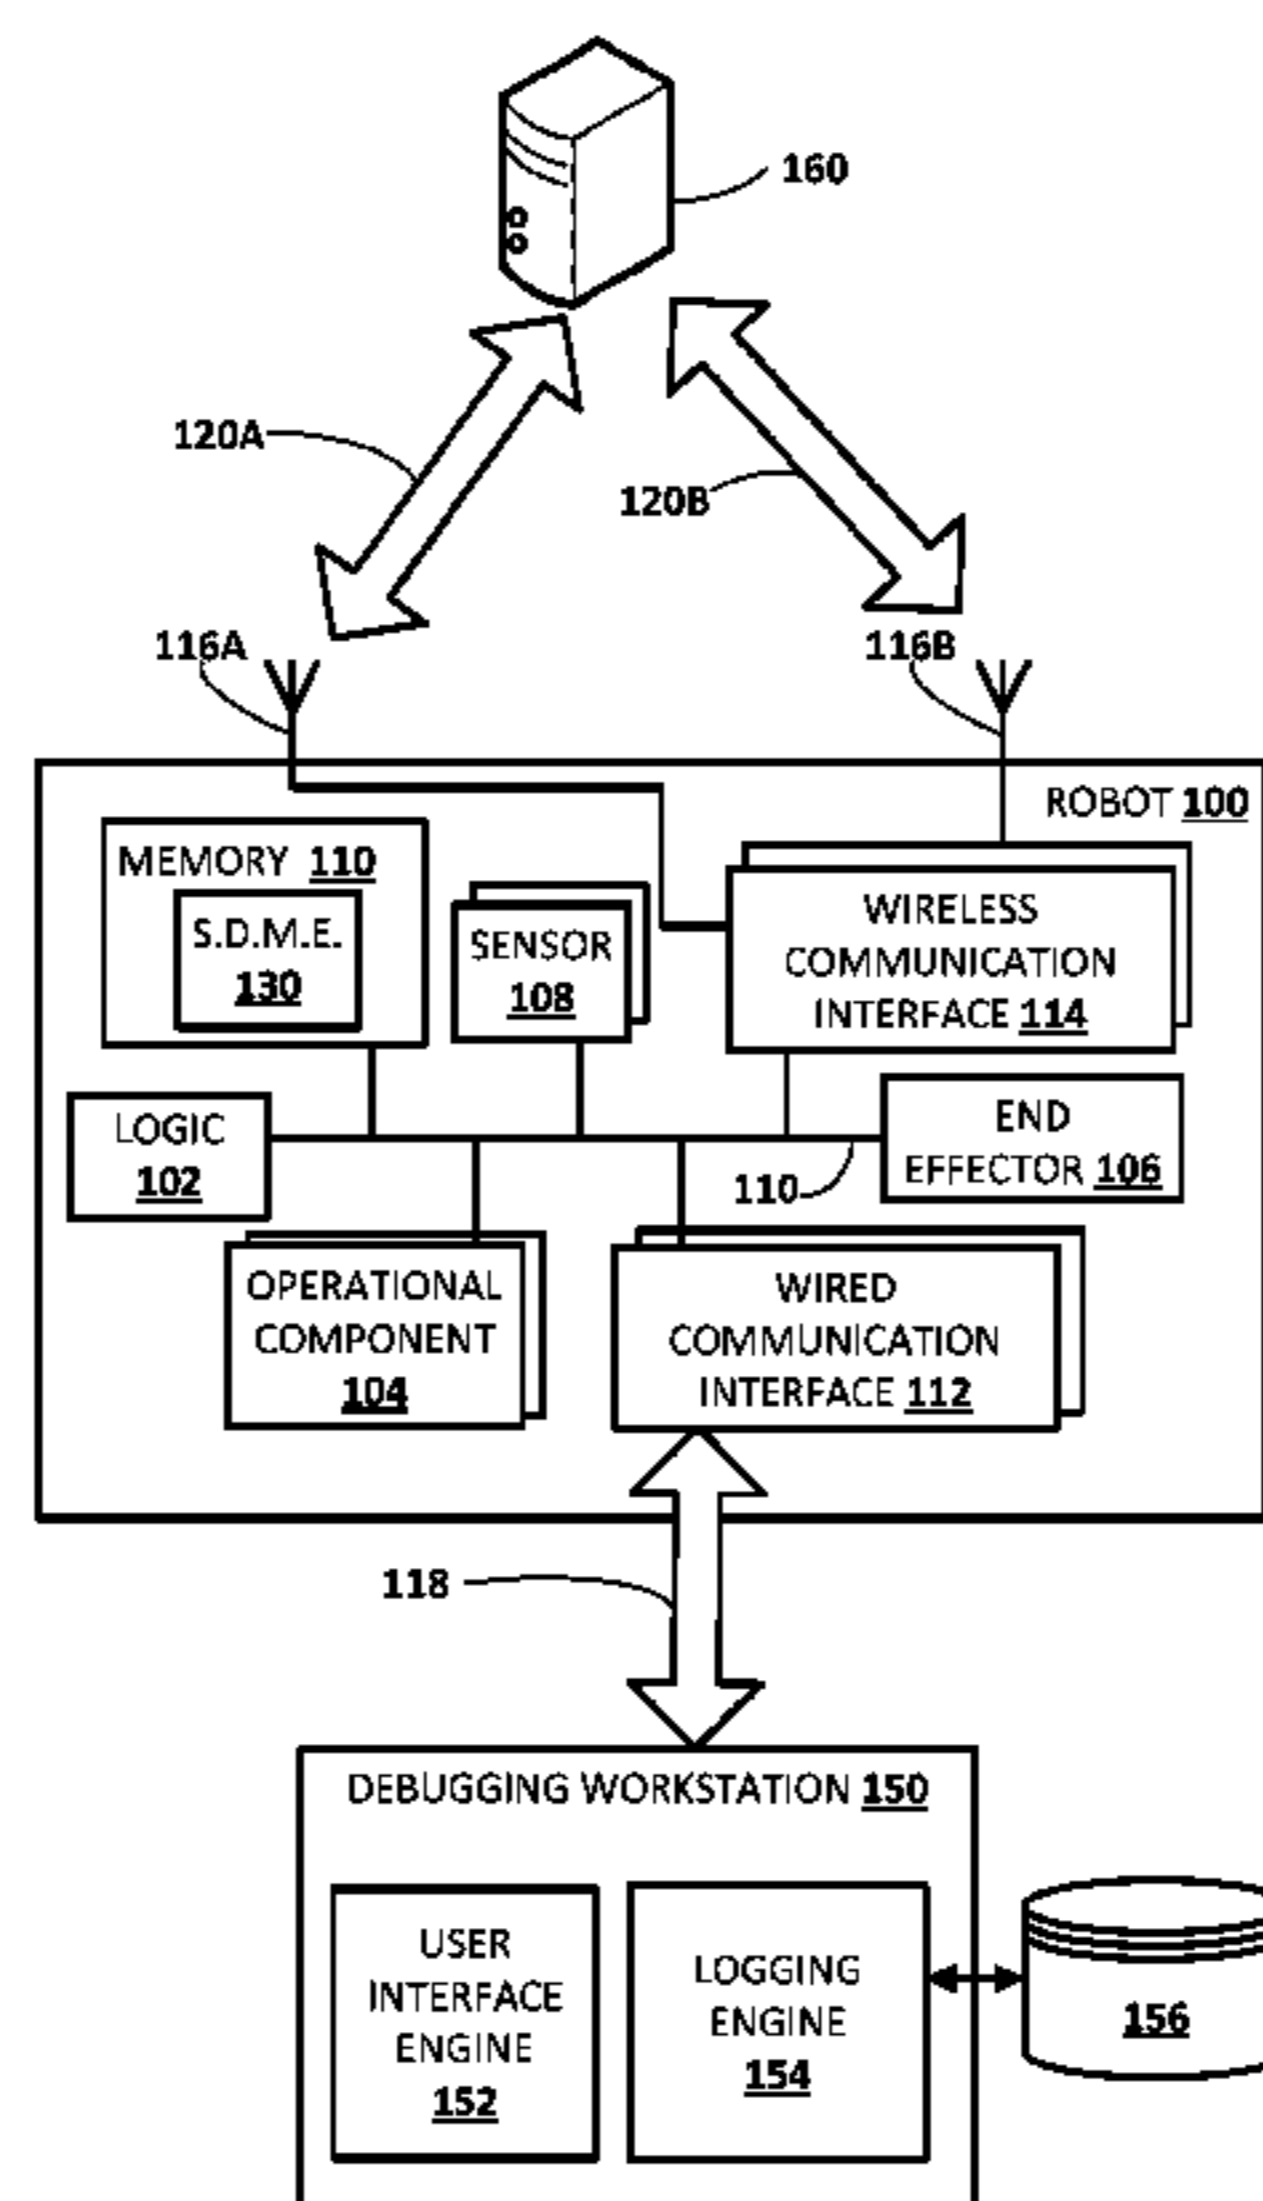 160
120A
120B
116A
116B
ROBOT 100
MEMORY 110
S.D.M.E.
130
SENSOR
108
WIRELESS
COMMUNICATION
INTERFACE 114
LOGIC
102
END
EFFECTOR 106
110
OPERATIONAL
COMPONENT
104
WIRED
COMMUNICATION
INTERFACE 112
118
DEBUGGING WORKSTATION 150
USER
INTERFACE
ENGINE
152
LOGGING
ENGINE
154
156